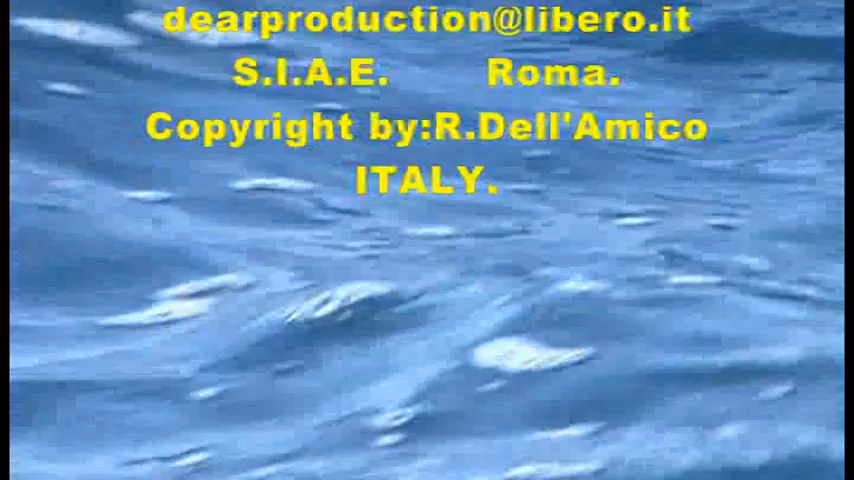 dearproduction@libero.it
S.I.A.E. Roma.
Copyright by:R.Dell'Amico
ITALY.